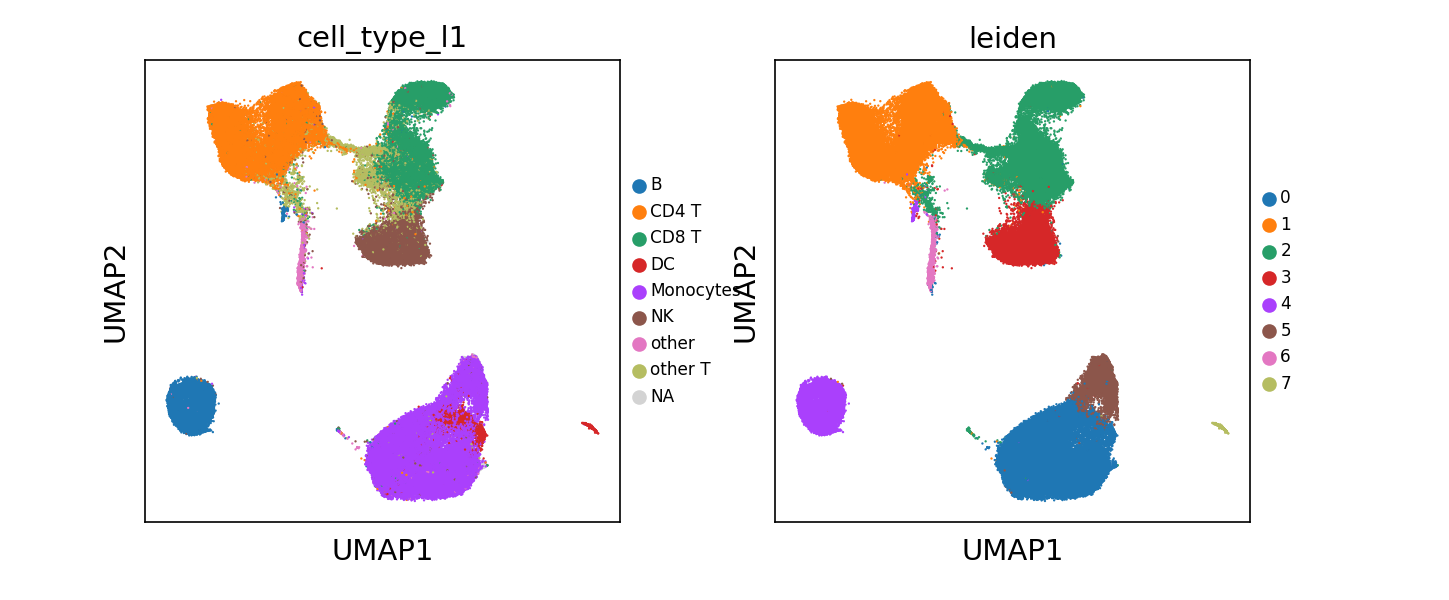 cell_type_l1
UMAP2
UMAP1
B
CD4 T
CD8 T
DC
Monocytes
NK
other
other T
NA
leiden
UMAP2
UMAP1
0
1
2
3
4
5
6
7